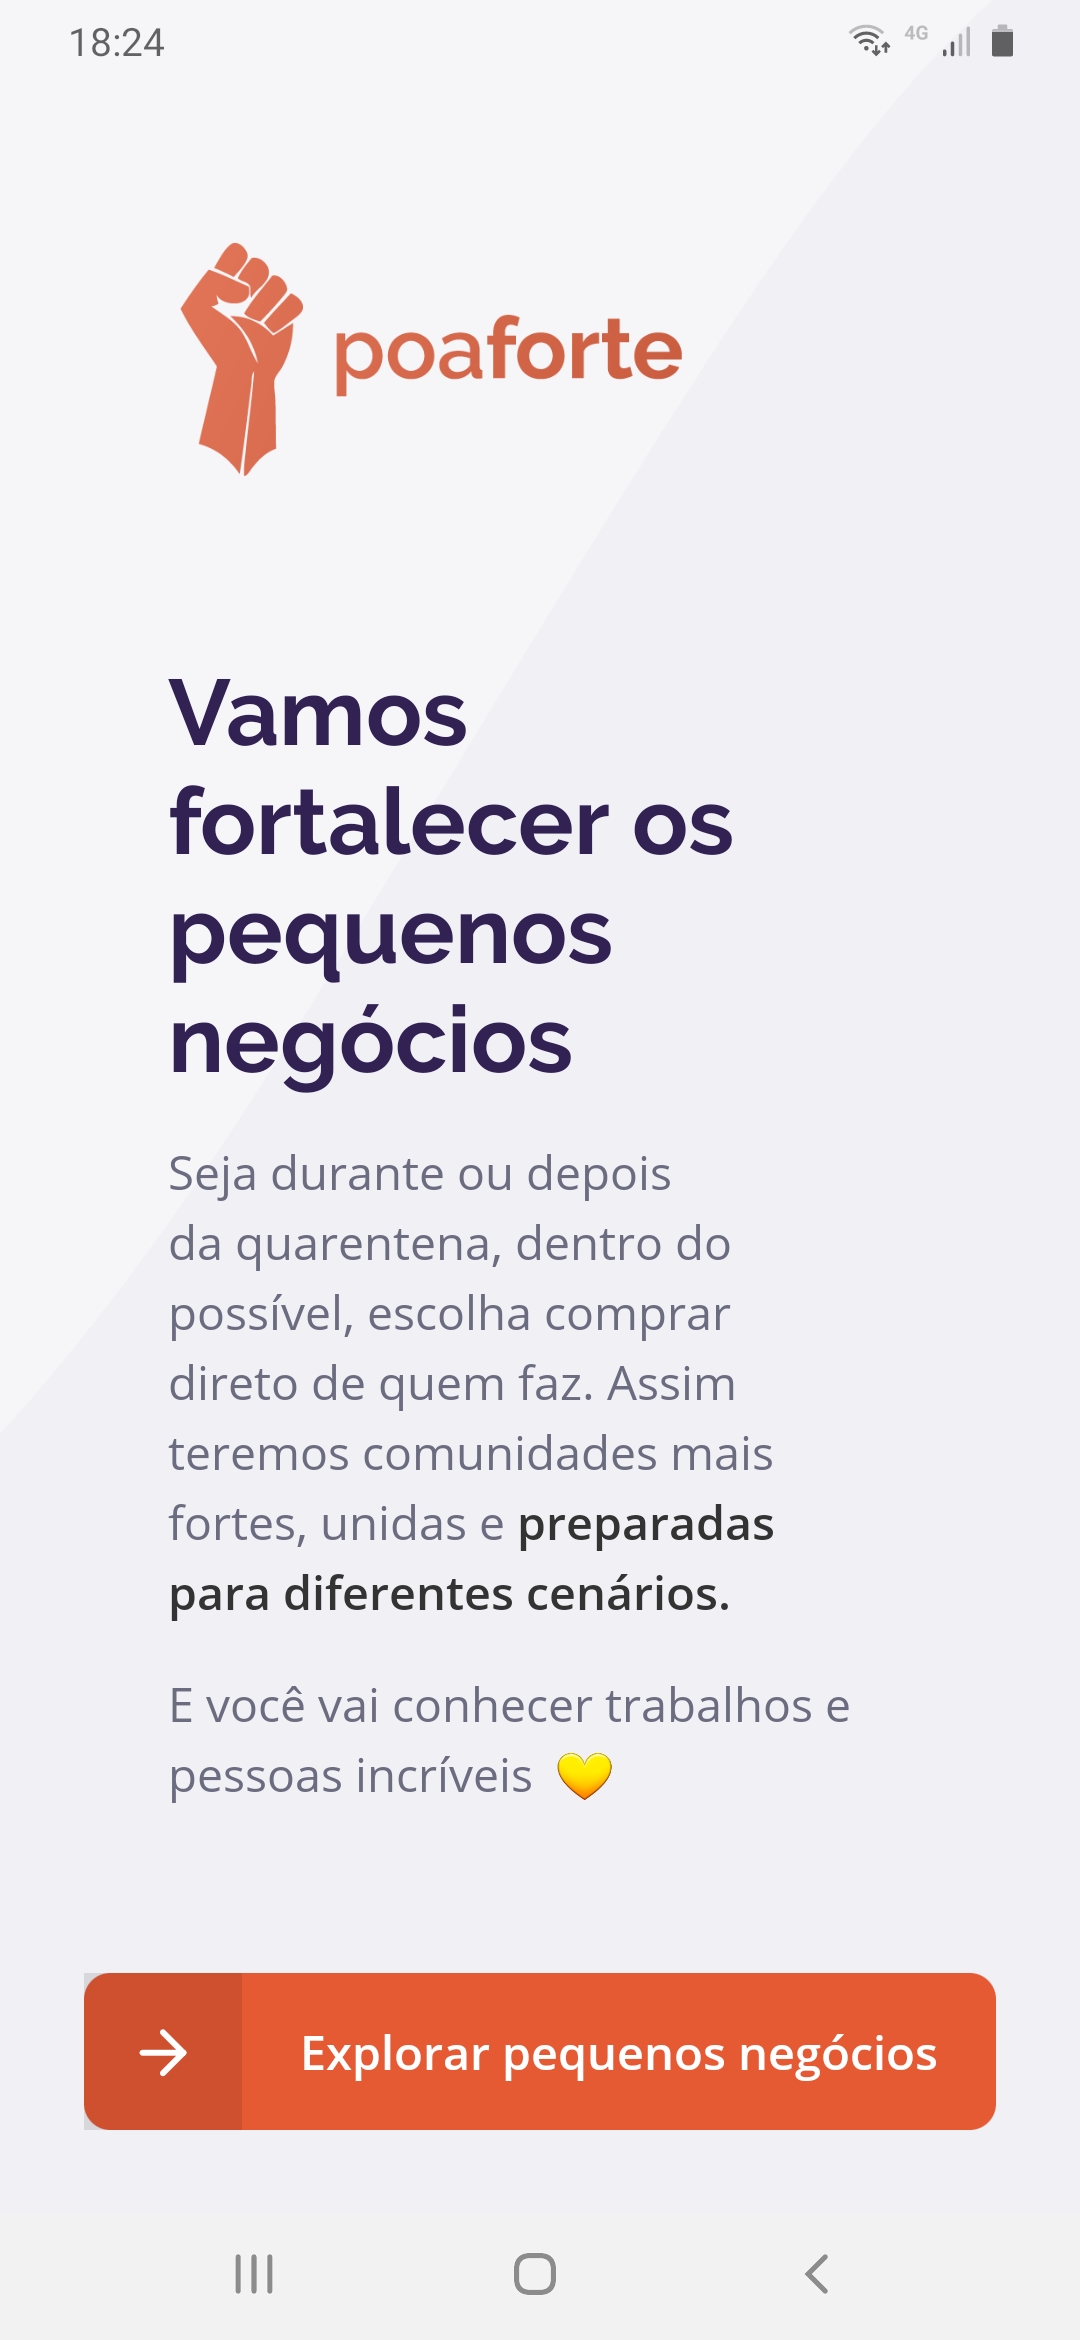 18:24
4G
poaforte
Vamos
fortalecer os
pequenos
negócios
Seja durante ou depois
da quarentena, dentro do
possível, escolha comprar
direto de quem faz. Assim
teremos comunidades mais
fortes, unidas e preparadas
para diferentes cenários.
E você vai conhecer trabalhos e
pessoas incríveis 💛
Explorar pequenos negócios